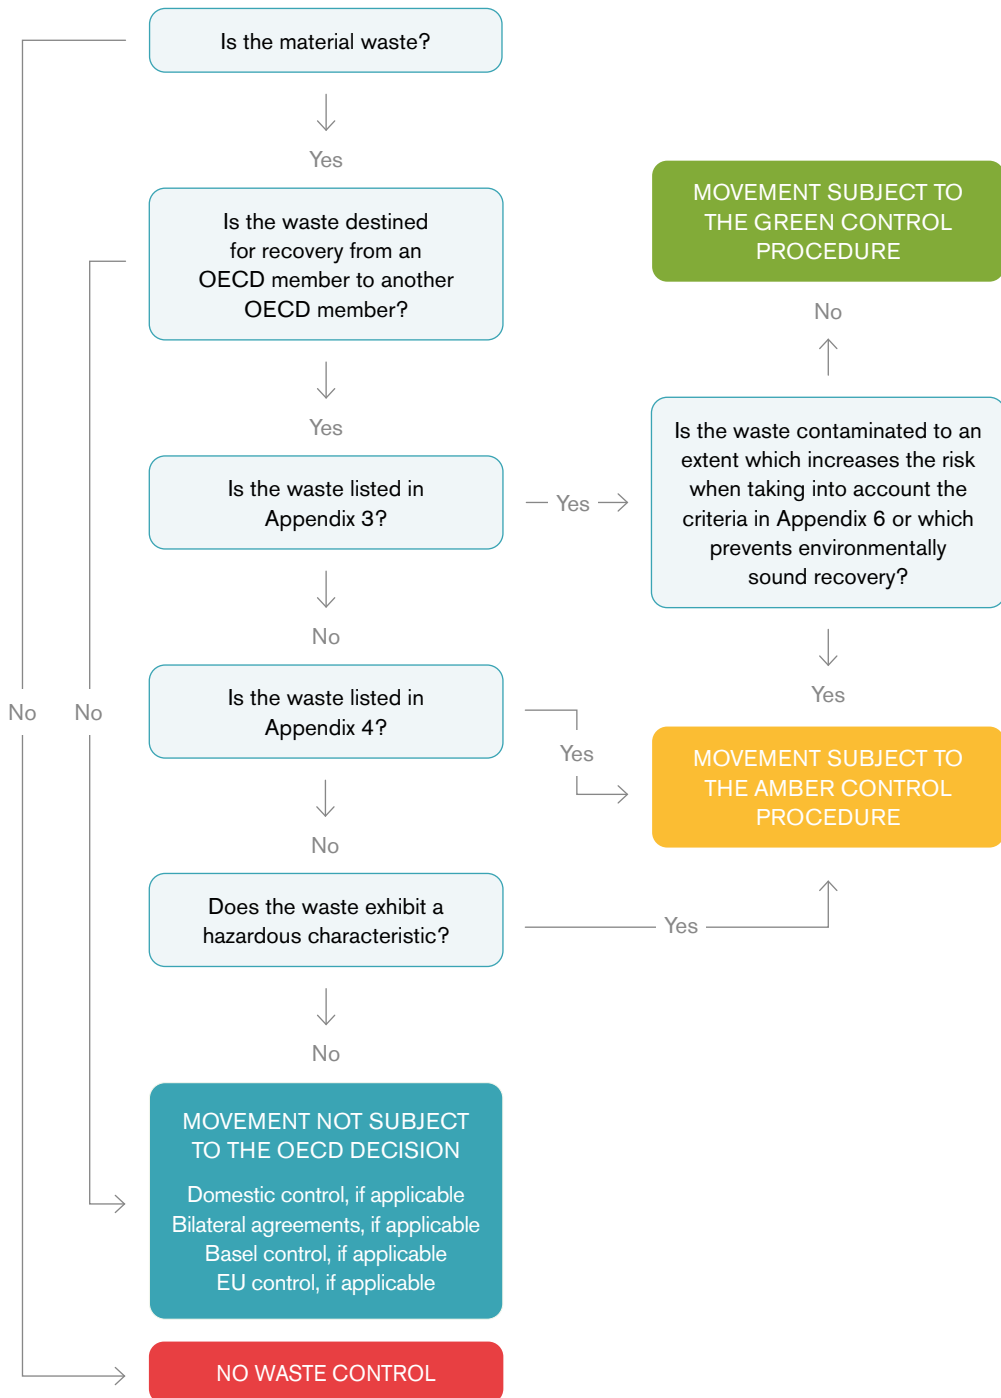 Is the material waste?
Yes
Is the waste destined
for recovery from an
OECD member to another
OECD member?
Yes
Is the waste listed in
Appendix 3?
Yes
No
Is the waste listed in
Appendix 4?
Yes
No
Does the waste exhibit a
hazardous characteristic?
Yes
No
MOVEMENT NOT SUBJECT
TO THE OECD DECISION
Domestic control, if applicable
Bilateral agreements, if applicable
Basel control, if applicable
EU control, if applicable
NO WASTE CONTROL
No
No
MOVEMENT SUBJECT TO
THE GREEN CONTROL
PROCEDURE
No
Is the waste contaminated to an
extent which increases the risk
when taking into account the
criteria in Appendix 6 or which
prevents environmentally
sound recovery?
Yes
MOVEMENT SUBJECT TO
THE AMBER CONTROL
PROCEDURE